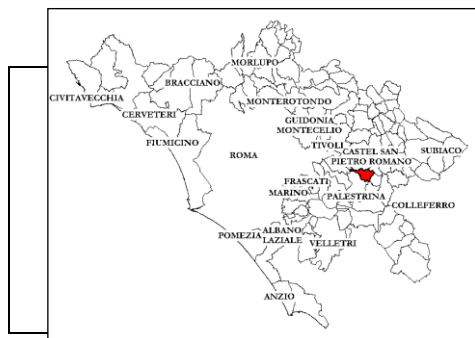 MORLUPO
BRACCIANO
CIVITAVECCHIA
MONTEROTONDO
CERVETERI
GUIDONIA
MONTECELIO
FIUMICINO
TIVOLI
CASTEL SAN
PIETRO ROMANO
SUBIACO
ROMA
FRASCATI
MARINO
PALESTRINA
COLLEFERRO
POMEZIA
ALBANO
LAZIALE
VELLETRI
ANZIO